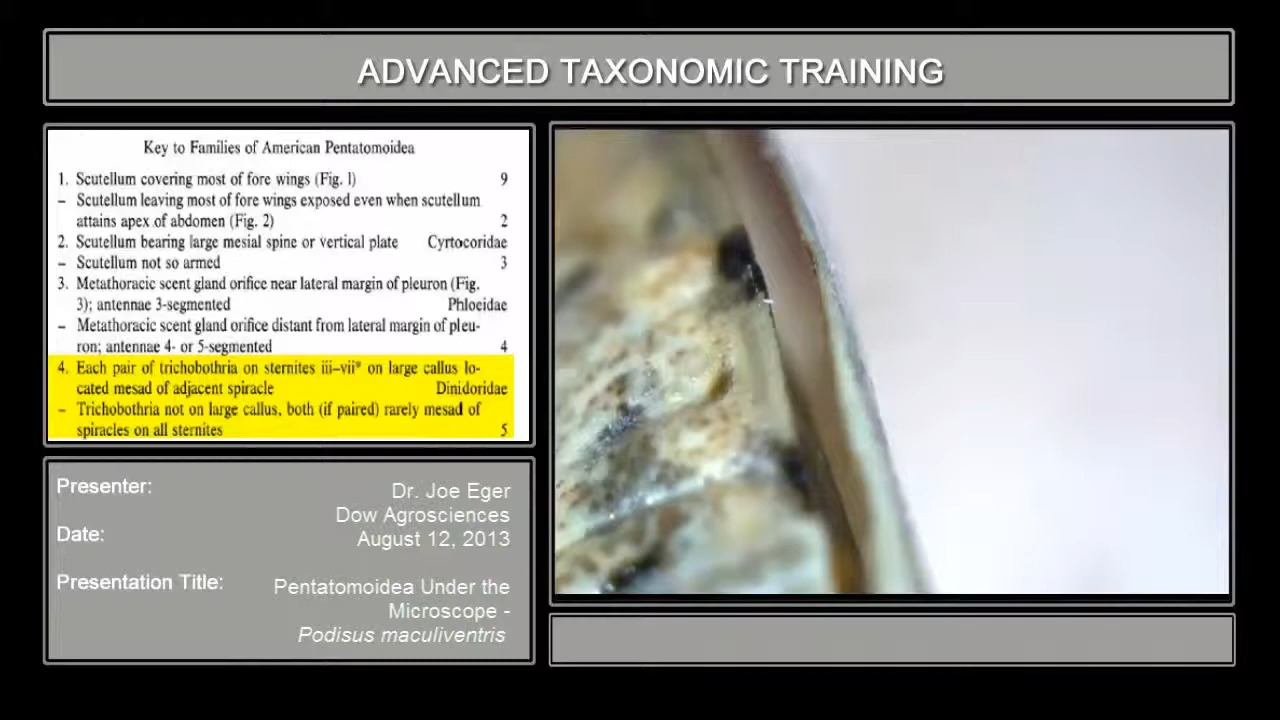 ADVANCED TAXONOMIC TRAINING
Key to Families of American Pentatomoidea
1. Scutellum covering most of fore wings (Fig. 1) 9
– Scutellum leaving most of fore wings exposed even when scutellum
attains apex of abdomen (Fig. 2) 2
2. Scutellum bearing large mesial spine or vertical plate Cyrtocoridae
– Scutellum not so armed 3
3. Metathoracic scent gland orifice near lateral margin of pleuron (Fig.
3); antennae 3-segmented Phloeidae
– Metathoracic scent gland orifice distant from lateral margin of pleu-
ron; antennae 4- or 5-segmented 4
4. Each pair of trichobothria on sternites iii–vii* on large callus lo-
cated mesad of adjacent spiracle Dinidoridae
– Trichobothria not on large callus, both (if paired) rarely mesad of
spiracles on all sternites 5
Presenter: Dr. Joe Eger
Dow Agrosciences
Date: August 12, 2013
Presentation Title: Pentatomoidea Under the
Microscope -
Podisus maculiventris